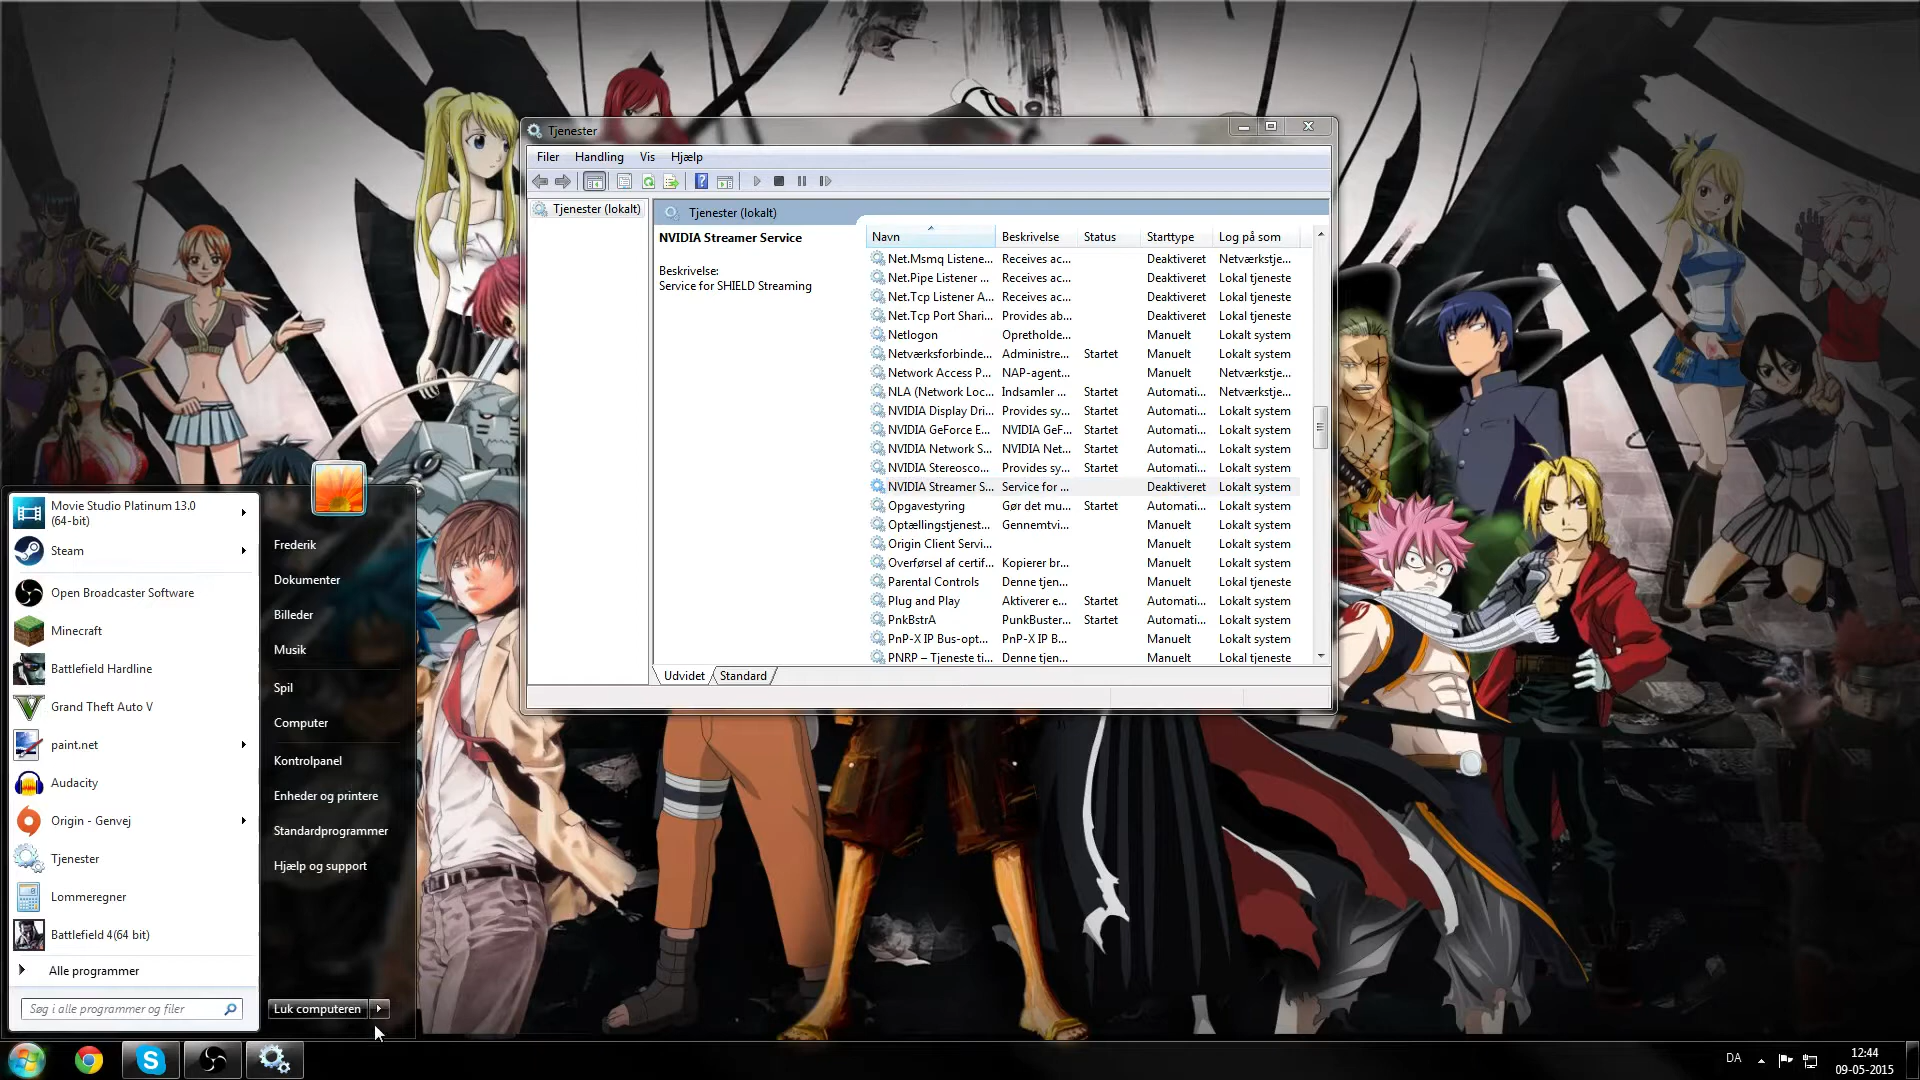 Tjenester
Filer Handling Vis Hjælp
Tjenester (lokalt)
Tjenester (lokalt)
NVIDIA Streamer Service
Beskrivelse:
Service for SHIELD Streaming
Navn Beskrivelse Status Starttype Log på som
Net.Msmq Listene... Receives ac... Deaktiveret Netværkstje...
Net.Pipe Listener ... Receives ac... Deaktiveret Lokal tjeneste
Net.Tcp Listener A... Receives ac... Deaktiveret Lokal tjeneste
Net.Tcp Port Shari... Provides ab... Deaktiveret Lokal tjeneste
Netlogon Opretholde... Manuelt Lokalt system
Netværksforbinde... Administre... Startet Manuelt Lokalt system
Network Access P... NAP-agent... Manuelt Netværkstje...
NLA (Network Loc... Indsamler ... Startet Automati... Netværkstje...
NVIDIA Display Dri... Provides sy... Startet Automati... Lokalt system
NVIDIA GeForce E... NVIDIA GeF... Startet Automati... Lokalt system
NVIDIA Network S... NVIDIA Net... Startet Automati... Lokalt system
NVIDIA Stereosco... Provides sy... Startet Automati... Lokalt system
NVIDIA Streamer S... Service for ... Deaktiveret Lokalt system
Opgavestyring Gør det mu... Startet Automati... Lokalt system
Optællingstjenest... Gennemtvi... Manuelt Lokalt system
Origin Client Servi... Manuelt Lokalt system
Overførsel af certif... Kopierer br... Manuelt Lokalt system
Parental Controls Denne tjen... Manuelt Lokal tjeneste
Plug and Play Aktiverer e... Startet Automati... Lokalt system
PnkBstrA PunkBuster... Startet Automati... Lokalt system
PnP-X IP Bus-opt... PnP-X IP B... Manuelt Lokalt system
PNRP – Tjeneste ti... Denne tjen... Manuelt Lokal tjeneste
Udvidet Standard
Movie Studio Platinum 13.0
(64-bit)
Steam
Open Broadcaster Software
Minecraft
Battlefield Hardline
Grand Theft Auto V
paint.net
Audacity
Origin - Genvej
Tjenester
Lommeregner
Battlefield 4(64 bit)
Alle programmer
Søg i alle programmer og filer
Frederik
Dokumenter
Billeder
Musik
Spil
Computer
Kontrolpanel
Enheder og printere
Standardprogrammer
Hjælp og support
Luk computeren
DA
12:44
09-05-2015